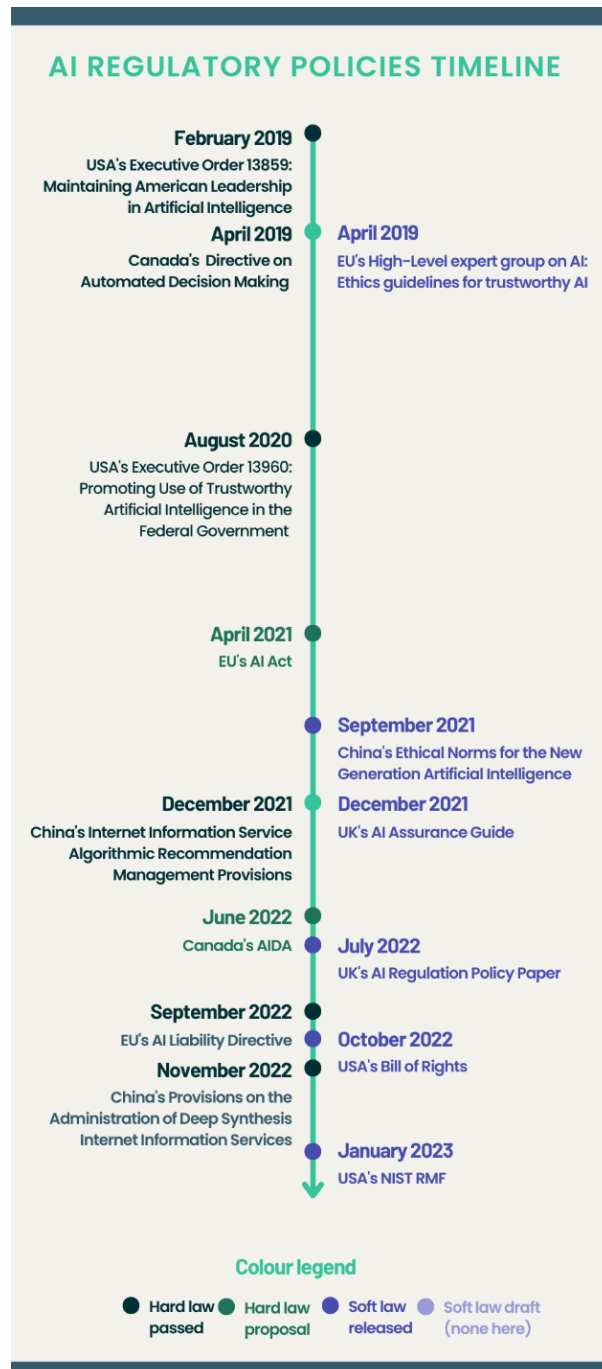 AI REGULATORY POLICIES TIMELINE
February 2019
USA's Executive Order 13859:
Maintaining American Leadership
in Artificial Intelligence
April 2019
Canada's Directive on
Automated Decision Making
April 2019
EU's High-Level expert group on AI:
Ethics guidelines for trustworthy AI
August 2020
USA's Executive Order 13960:
Promoting Use of Trustworthy
Artificial Intelligence in the
Federal Government
April 2021
EU's AI Act
September 2021
China's Ethical Norms for the New
Generation Artificial Intelligence
December 2021
China's Internet Information Service
Algorithmic Recommendation
Management Provisions
December 2021
UK's AI Assurance Guide
June 2022
Canada's AIDA
July 2022
UK's AI Regulation Policy Paper
September 2022
EU's AI Liability Directive
October 2022
USA's Bill of Rights
November 2022
China's Provisions on the
Administration of Deep Synthesis
Internet Information Services
January 2023
USA's NIST RMF
Colour legend
Hard law
passed
Hard law
proposal
Soft law
released
Soft law draft
(none here)